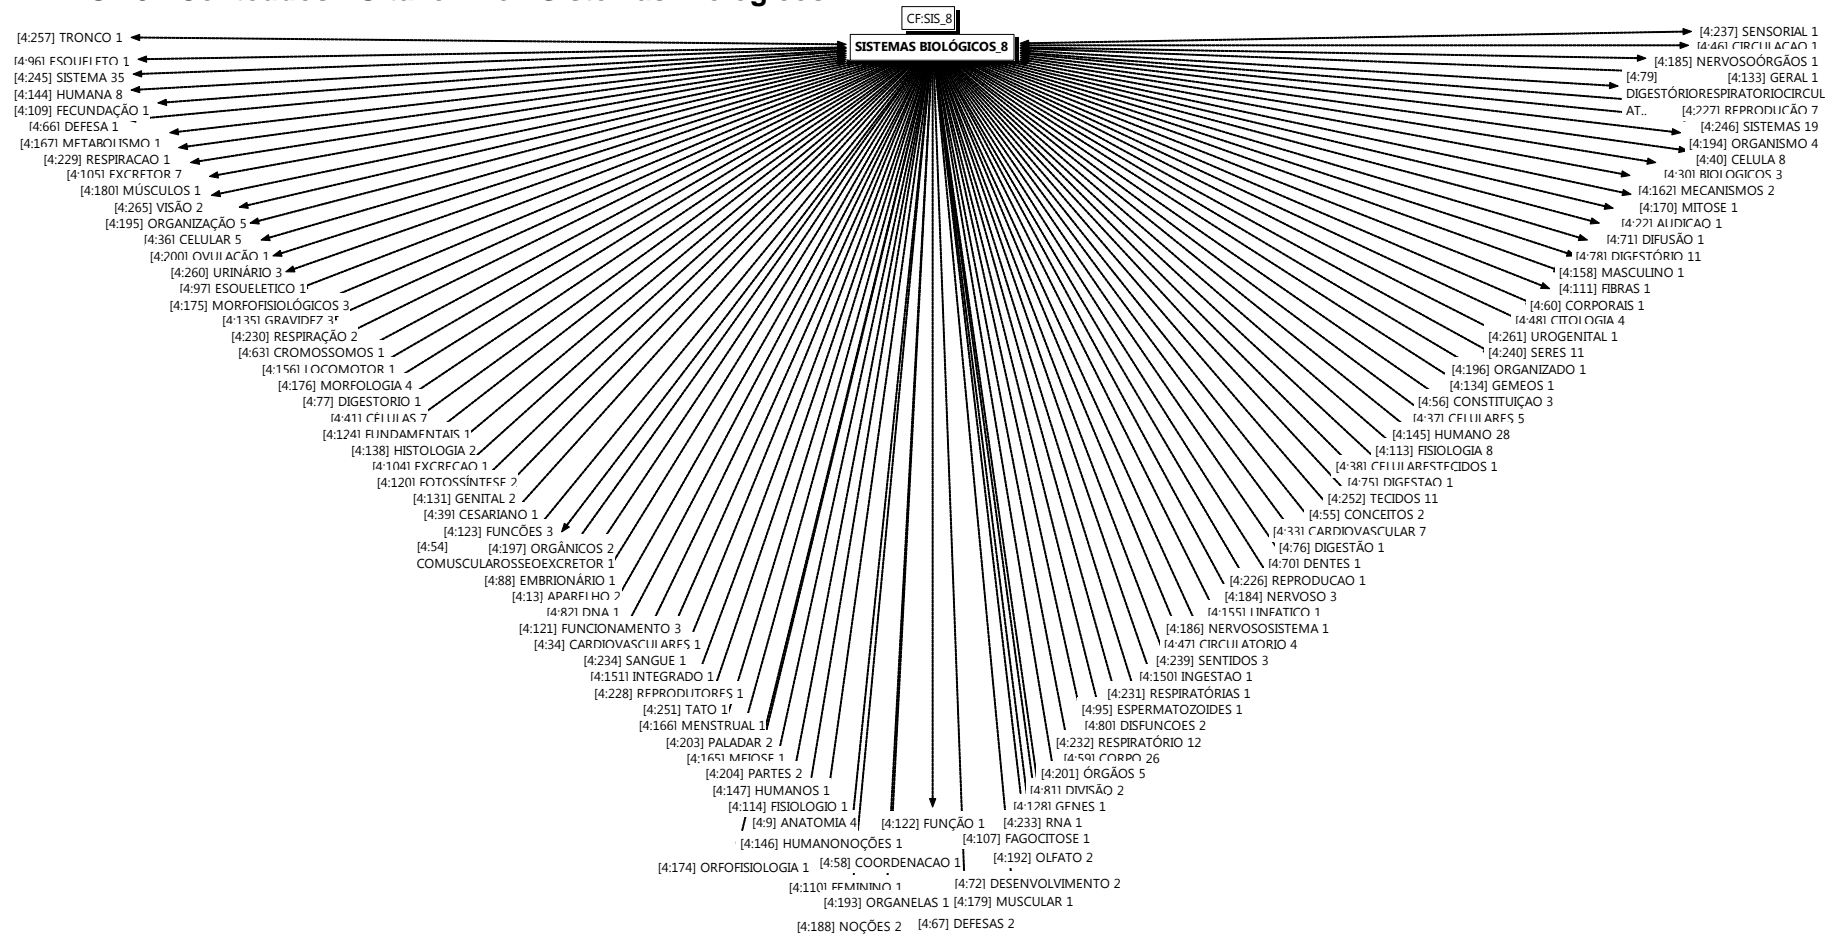 CF:SIS_8
SISTEMAS BIOLÓGICOS_8
[4:257] TRONCO 1
[4:96] ESQUELETO 1
[4:245] SISTEMA 35
[4:144] HUMANA 8
[4:109] FECUNDAÇÃO 1
[4:66] DEFESA 1
[4:167] METABOLISMO 1
[4:229] RESPIRACAO 1
[4:105] EXCRETOR 7
[4:180] MÚSCULOS 1
[4:265] VISÃO 2
[4:195] ORGANIZAÇÃO 5
[4:36] CELULAR 5
[4:200] OVULAÇÃO 1
[4:260] URINÁRIO 3
[4:97] ESQUELETICO 1
[4:175] MORFOFISIOLÓGICOS 3
[4:135] GRAVIDEZ 3
[4:230] RESPIRAÇÃO 2
[4:63] CROMOSSOMOS 1
[4:156] LOCOMOTOR 1
[4:176] MORFOLOGIA 4
[4:77] DIGESTORIO 1
[4:41] CÉLULAS 7
[4:124] FUNDAMENTAIS 1
[4:138] HISTOLOGIA 2
[4:104] EXCREÇAO 1
[4:120] FOTOSSÍNTESE 2
[4:131] GENITAL 2
[4:39] CESARIANO 1
[4:123] FUNCÕES 3
[4:54]
[4:197] ORGÂNICOS 2
COMUSCULAROSSEOEXCRETOR 1
[4:88] EMBRIONÁRIO 1
[4:13] APARELHO 2
[4:82] DNA 1
[4:121] FUNCIONAMENTO 3
[4:34] CARDIOVASCULARES 1
[4:234] SANGUE 1
[4:151] INTEGRADO 1
[4:228] REPRODUTORES 1
[4:251] TATO 1
[4:166] MENSTRUAL 1
[4:203] PALADAR 2
[4:165] MEIOSE 1
[4:204] PARTES 2
[4:147] HUMANOS 1
[4:114] FISIOLOGIO 1
[4:9] ANATOMIA 4
[4:146] HUMANONOÇÕES 1
[4:174] ORFOFISIOLOGIA 1
[4:58] COORDENACAO 1
[4:110] FEMININO 1
[4:193] ORGANELAS 1
[4:188] NOÇÕES 2
[4:122] FUNÇÃO 1
[4:237] SENSORIAL 1
[4:46] CIRCULACAO 1
[4:185] NERVOSOÓRGÃOS 1
[4:79]
[4:133] GERAL 1
DIGESTÓRIORESPIRATORIOCIRCUL
AT..
[4:227] REPRODUÇÃO 7
[4:246] SISTEMAS 19
[4:194] ORGANISMO 4
[4:40] CELULA 8
[4:30] BIOLOGICOS 3
[4:162] MECANISMOS 2
[4:170] MITOSE 1
[4:22] AUDICAO 1
[4:71] DIFUSÃO 1
[4:78] DIGESTÓRIO 11
[4:158] MASCULINO 1
[4:111] FIBRAS 1
[4:60] CORPORAIS 1
[4:48] CITOLOGIA 4
[4:261] UROGENITAL 1
[4:240] SERES 11
[4:196] ORGANIZADO 1
[4:134] GEMEOS 1
[4:56] CONSTITUIÇAO 3
[4:37] CELULARES 5
[4:145] HUMANO 28
[4:113] FISIOLOGIA 8
[4:38] CELULARESTECIDOS 1
[4:75] DIGESTAO 1
[4:252] TECIDOS 11
[4:55] CONCEITOS 2
[4:33] CARDIOVASCULAR 7
[4:76] DIGESTÃO 1
[4:70] DENTES 1
[4:226] REPRODUCAO 1
[4:184] NERVOSO 3
[4:155] LINFATICO 1
[4:186] NERVOSOSISTEMA 1
[4:47] CIRCULATORIO 4
[4:239] SENTIDOS 3
[4:150] INGESTAO 1
[4:231] RESPIRATÓRIAS 1
[4:95] ESPERMATOZOIDES 1
[4:80] DISFUNCOES 2
[4:232] RESPIRATÓRIO 12
[4:59] CORPO 26
[4:201] ÓRGÃOS 5
[4:81] DIVISÃO 2
[4:128] GENES 1
[4:233] RNA 1
[4:107] FAGOCITOSE 1
[4:192] OLFATO 2
[4:72] DESENVOLVIMENTO 2
[4:179] MUSCULAR 1
[4:67] DEFESAS 2